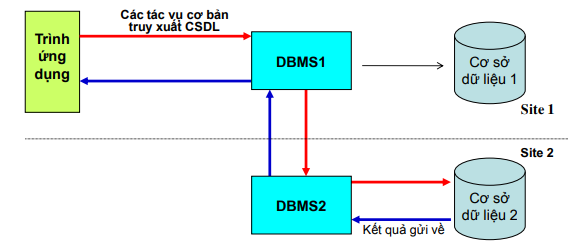 Các tác vụ cơ bản
truy xuất CSDL
Trình
ứng
dụng
DBMS1
Cơ sở
dữ liệu 1
Site 1
Site 2
DBMS2
Cơ sở
dữ liệu 2
Kết quả gửi về